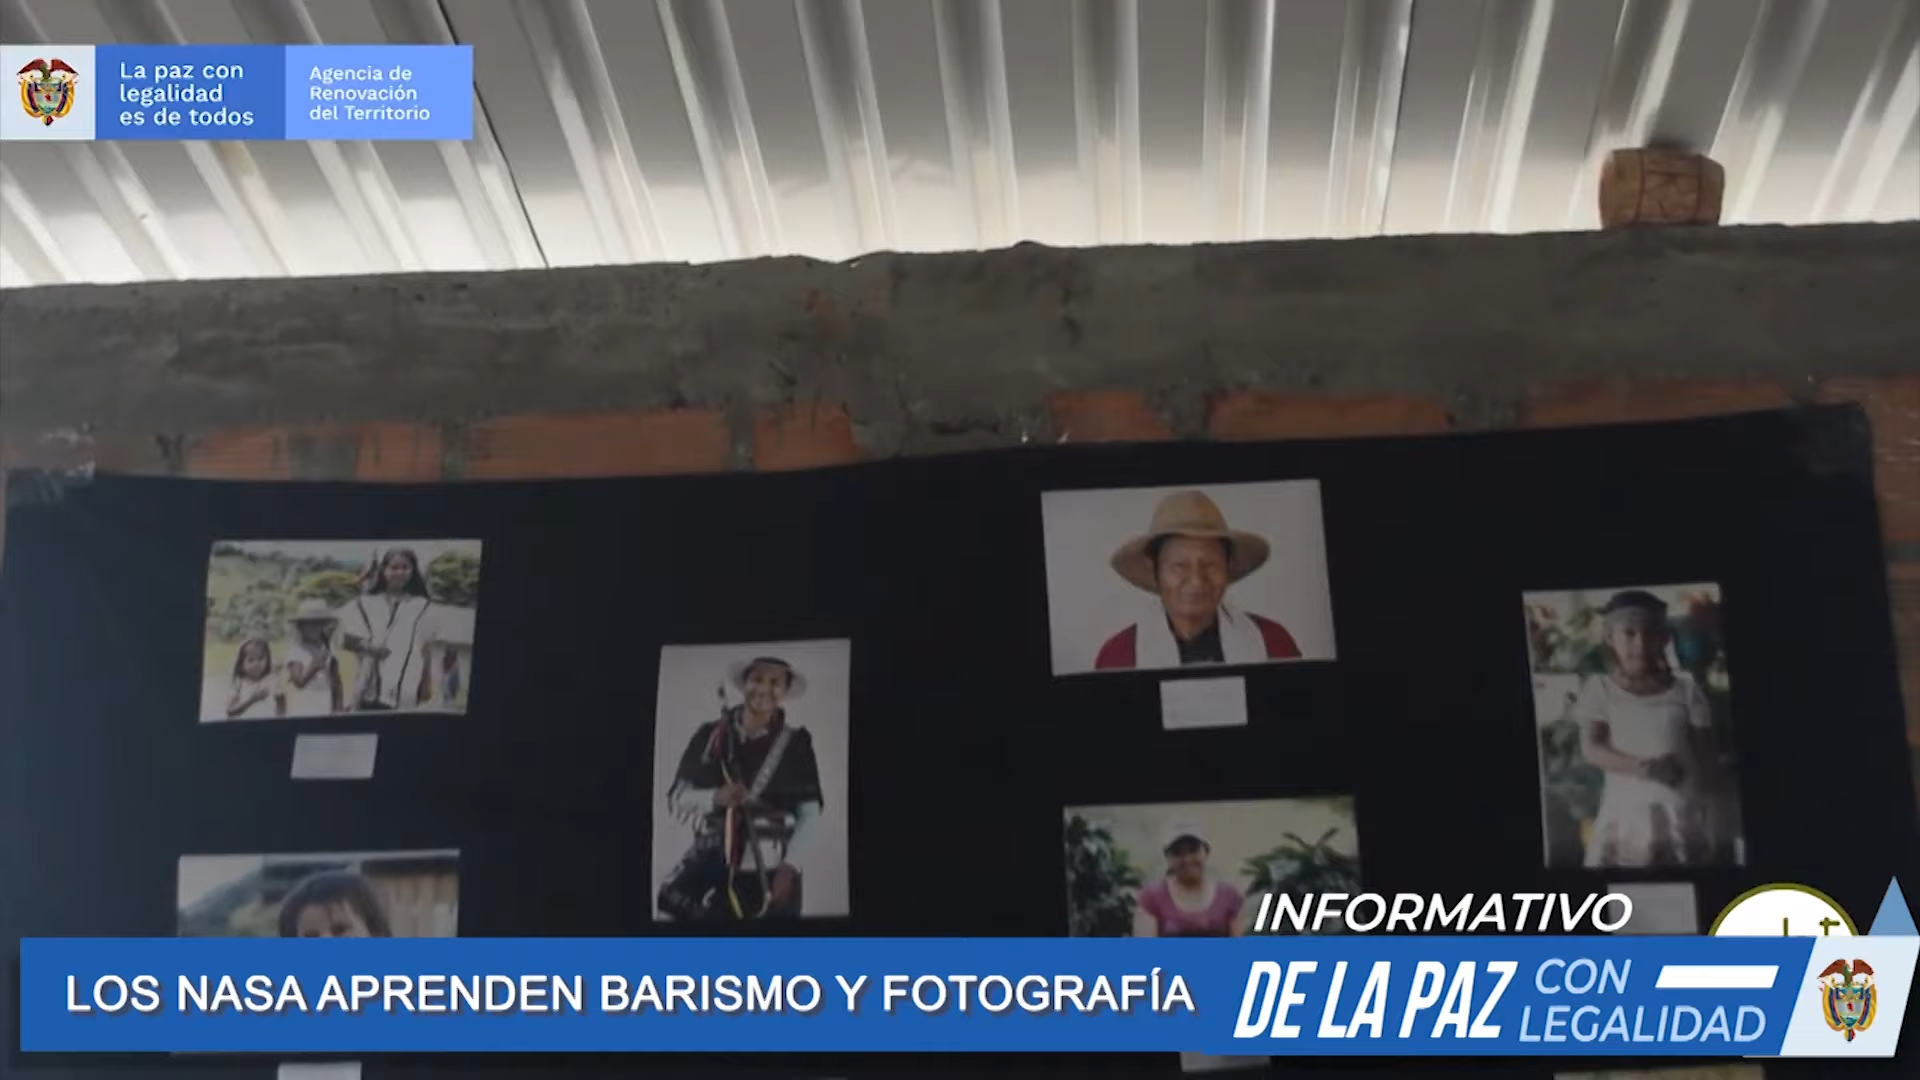 La paz con
legalidad
es de todos
Agencia de
Renovación
del Territorio
INFORMATIVO
DE LA PAZ CON LEGALIDAD
LOS NASA APRENDEN BARISMO Y FOTOGRAFÍA